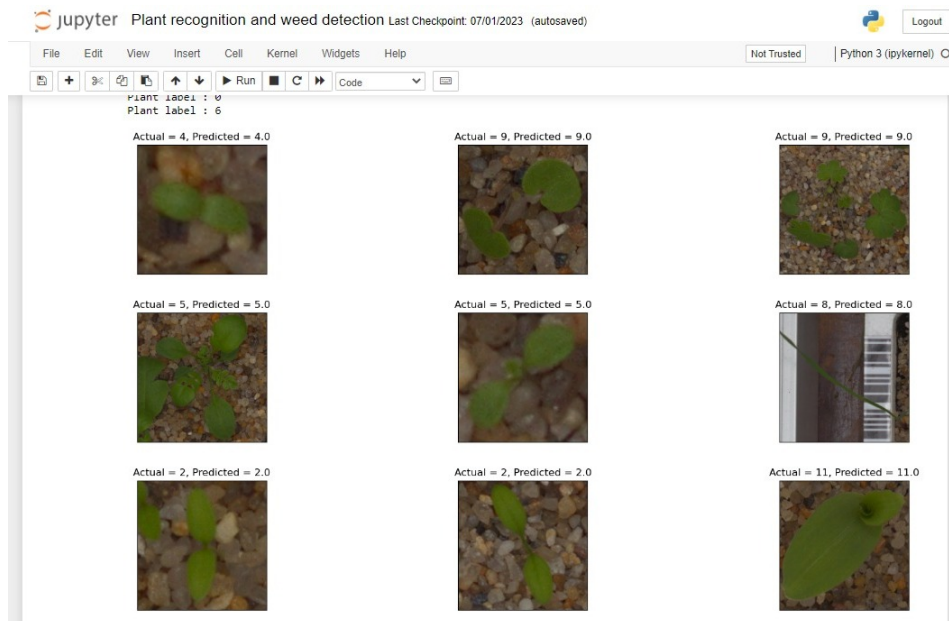 jupyter Plant recognition and weed detection Last Checkpoint: 07/01/2023 (autosaved) Logout
File Edit View Insert Cell Kernel Widgets Help Not Trusted Python 3 (ipykernel)
Run Code
Plant label : 0
Plant label : 6
Actual = 4, Predicted = 4.0 Actual = 9, Predicted = 9.0 Actual = 9, Predicted = 9.0
Actual = 5, Predicted = 5.0 Actual = 5, Predicted = 5.0 Actual = 8, Predicted = 8.0
Actual = 2, Predicted = 2.0 Actual = 2, Predicted = 2.0 Actual = 11, Predicted = 11.0